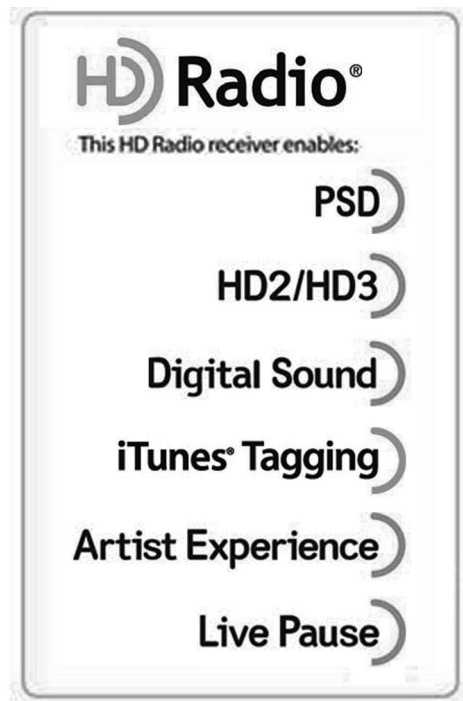 HD Radio®
This HD Radio receiver enables:
PSD
HD2/HD3
Digital Sound
iTunes® Tagging
Artist Experience
Live Pause